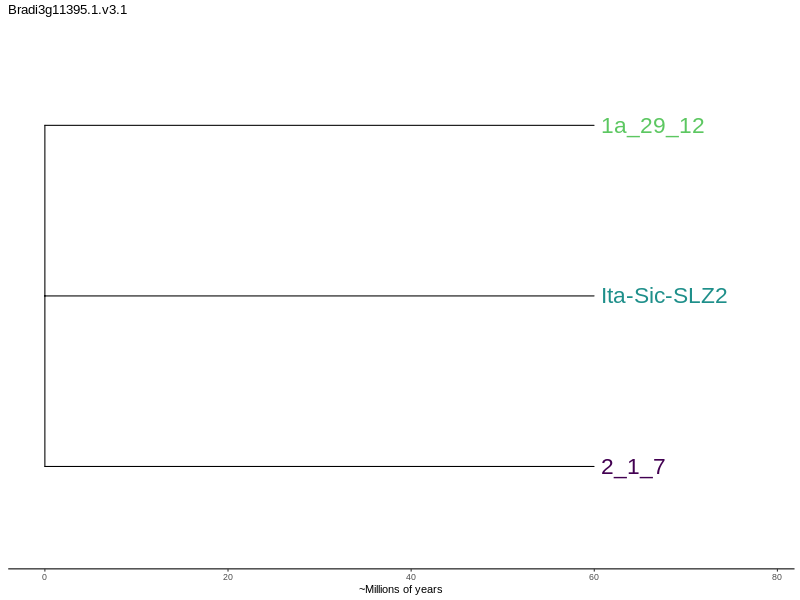 Bradi3g11395.1.v3.1
1a_29_12
Ita-Sic-SLZ2
2_1_7
0 20 40 60 80
~Millions of years